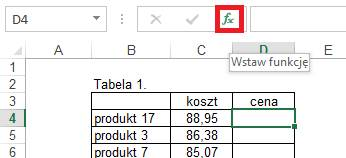 D4 fx
Wstaw funkcję
A B C D E
1
2 Tabela 1.
3 koszt cena
4 produkt 17 88,95
5 produkt 3 86,38
6 produkt 7 85,07